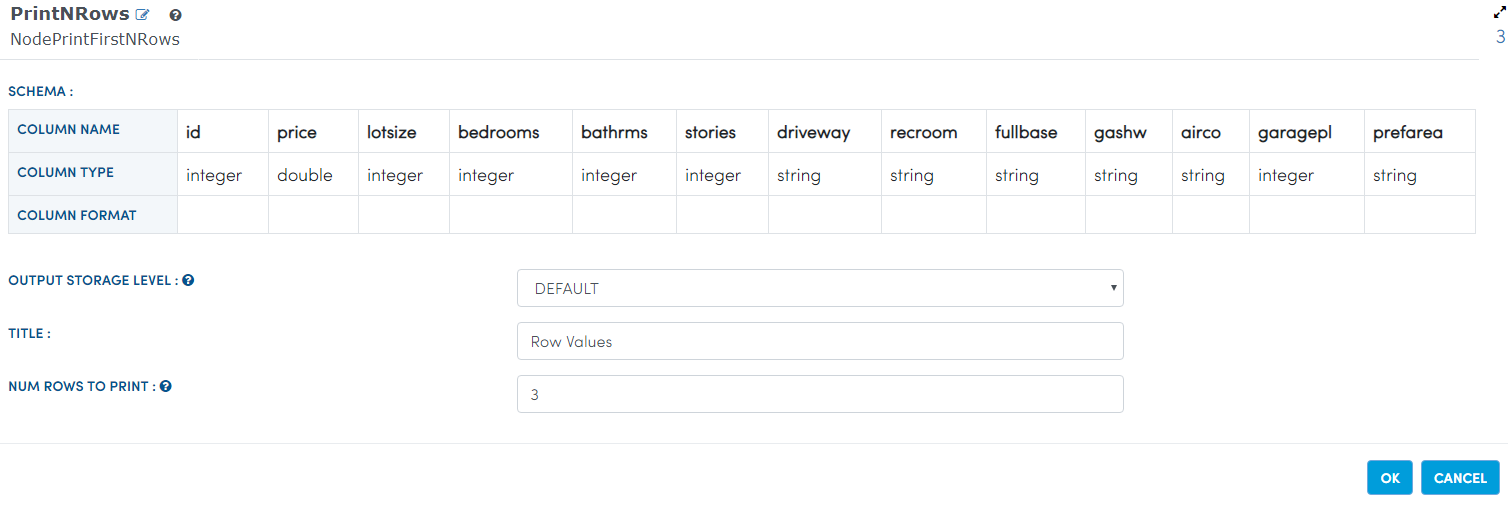 PrintNRows
NodePrintFirstNRows
3
SCHEMA :
COLUMN NAME id price lotsize bedrooms bathrms stories driveway recroom fullbase gashw airco garagepl prefarea
COLUMN TYPE integer double integer integer integer integer string string string string string integer string
COLUMN FORMAT
OUTPUT STORAGE LEVEL : DEFAULT
TITLE : Row Values
NUM ROWS TO PRINT : 3
OK CANCEL